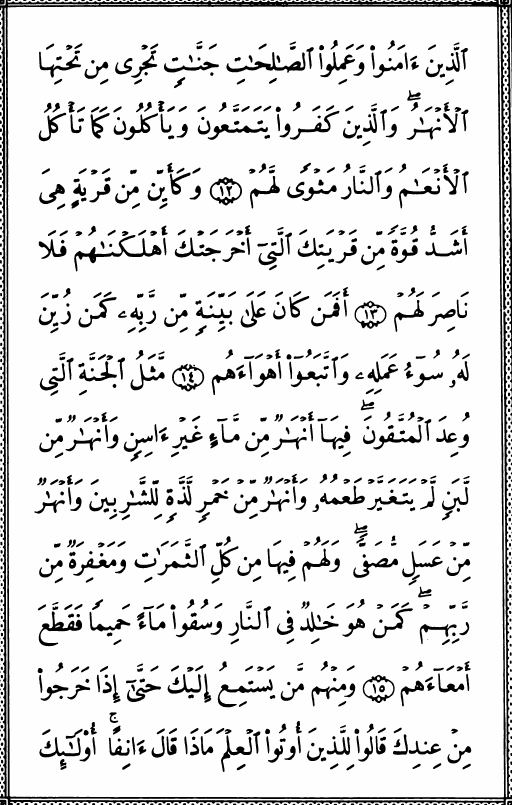 ٱلَّذِينَ ءَامَنُوا۟ وَعَمِلُوا۟ ٱلصَّـٰلِحَـٰتِ جَنَّـٰتٍ تَجْرِى مِن تَحْتِهَا
ٱلْأَنْهَـٰرُ ۖ وَٱلَّذِينَ كَفَرُوا۟ يَتَمَتَّعُونَ وَيَأْكُلُونَ كَمَا تَأْكُلُ
ٱلْأَنْعَـٰمُ وَٱلنَّارُ مَثْوًى لَّهُمْ ١٢ وَكَأَيِّن مِّن قَرْيَةٍ هِىَ
أَشَدُّ قُوَّةً مِّن قَرْيَتِكَ ٱلَّتِىٓ أَخْرَجَتْكَ أَهْلَكْنَـٰهُمْ فَلَا
نَاصِرَ لَهُمْ ١٣ أَفَمَن كَانَ عَلَىٰ بَيِّنَةٍ مِّن رَّبِّهِۦ كَمَن زُيِّنَ
لَهُۥ سُوٓءُ عَمَلِهِۦ وَٱتَّبَعُوٓا۟ أَهْوَآءَهُم ١٤ مَّثَلُ ٱلْجَنَّةِ ٱلَّتِى
وُعِدَ ٱلْمُتَّقُونَ ۖ فِيهَآ أَنْهَـٰرٌ مِّن مَّآءٍ غَيْرِ ءَاسِنٍ وَأَنْهَـٰرٌ مِّن
لَّبَنٍ لَّمْ يَتَغَيَّرْ طَعْمُهُۥ وَأَنْهَـٰرٌ مِّنْ خَمْرٍ لَّذَّةٍ لِّلشَّـٰرِبِينَ وَأَنْهَـٰرٌ
مِّنْ عَسَلٍ مُّصَفًّى ۖ وَلَهُمْ فِيهَا مِن كُلِّ ٱلثَّمَرَٰتِ وَمَغْفِرَةٌ مِّن
رَّبِّهِمْ ۖ كَمَنْ هُوَ خَـٰلِدٌ فِى ٱلنَّارِ وَسُقُوا۟ مَآءً حَمِيمًا فَقَطَّعَ
أَمْعَآءَهُمْ ١٥ وَمِنْهُم مَّن يَسْتَمِعُ إِلَيْكَ حَتَّىٰٓ إِذَا خَرَجُوا۟
مِنْ عِندِكَ قَالُوا۟ لِلَّذِينَ أُوتُوا۟ ٱلْعِلْمَ مَاذَا قَالَ ءَانِفًا ۚ أُو۟لَـٰٓئِكَ